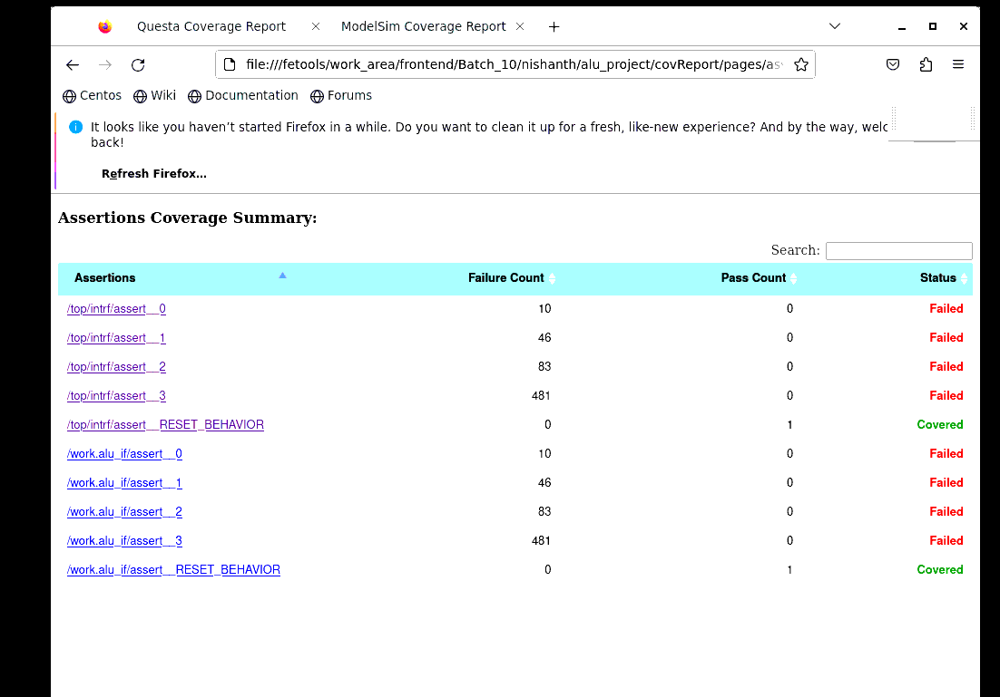 Questa Coverage Report
ModelSim Coverage Report
file:///fetools/work_area/frontend/Batch_10/nishanth/alu_project/covReport/pages/as
Centos Wiki Documentation Forums
It looks like you haven’t started Firefox in a while. Do you want to clean it up for a fresh, like-new experience? And by the way, welc
back!
Refresh Firefox...
Assertions Coverage Summary:
Search:
Assertions Failure Count Pass Count Status
/top/intrf/assert__0 10 0 Failed
/top/intrf/assert__1 46 0 Failed
/top/intrf/assert__2 83 0 Failed
/top/intrf/assert__3 481 0 Failed
/top/intrf/assert__RESET_BEHAVIOR 0 1 Covered
/work.alu_if/assert__0 10 0 Failed
/work.alu_if/assert__1 46 0 Failed
/work.alu_if/assert__2 83 0 Failed
/work.alu_if/assert__3 481 0 Failed
/work.alu_if/assert__RESET_BEHAVIOR 0 1 Covered